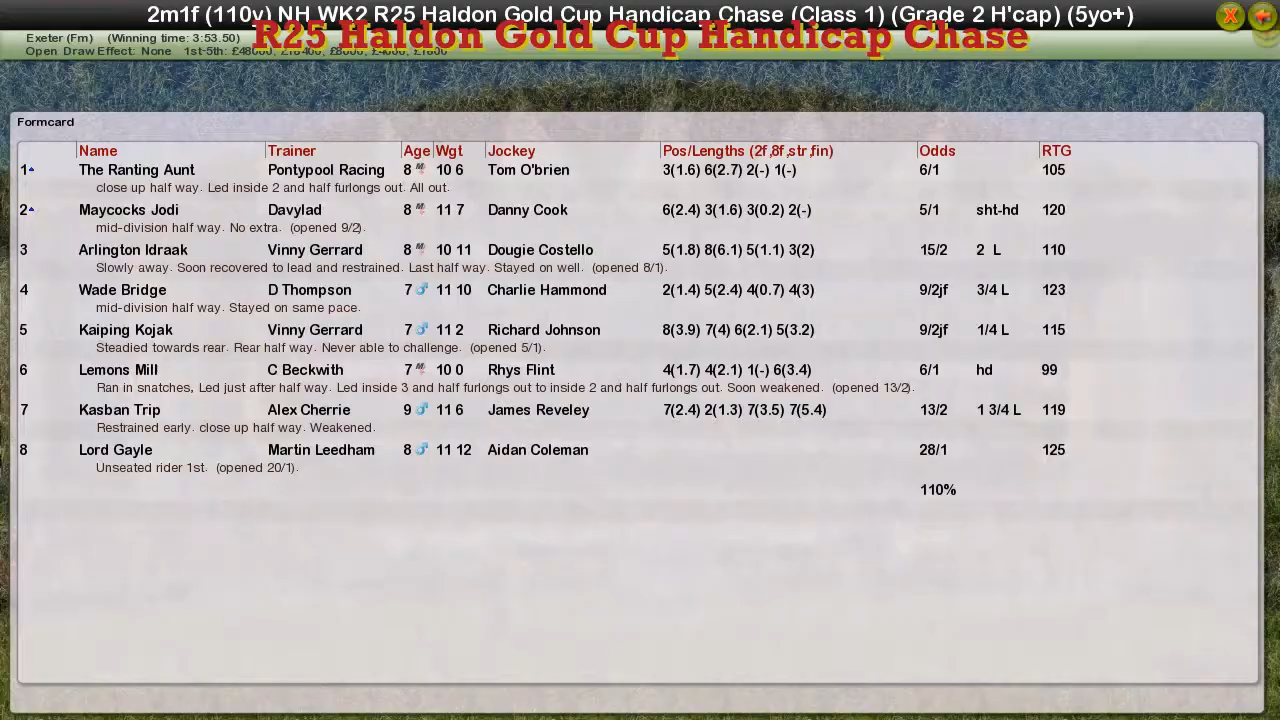 2m1f (110y) NH WK2 R25 Haldon Gold Cup Handicap Chase (Class 1) (Grade 2 H'cap) (5yo+)
R25 Haldon Gold Cup Handicap Chase
Exeter (Fm) (Winning time: 3:53.50)
Open Draw Effect: None 1st-5th:
Formcard
Name Trainer Age Wgt Jockey Pos/Lengths (2f,8f,str,fin) Odds RTG
1 The Ranting Aunt Pontypool Racing 8 10 6 Tom O'brien 3(1.6) 6(2.7) 2(-) 1(-) 6/1 105
close up half way. Led inside 2 and half furlongs out. All out.
2 Maycocks Jodi Davylad 8 11 7 Danny Cook 6(2.4) 3(1.6) 3(0.2) 2(-) 5/1 sht-hd 120
mid-division half way. No extra. (opened 9/2).
3 Arlington Idraak Vinny Gerrard 8 10 11 Dougie Costello 5(1.8) 8(6.1) 5(1.1) 3(2) 15/2 2 L 110
Slowly away. Soon recovered to lead and restrained. Last half way. Stayed on well. (opened 8/1).
4 Wade Bridge D Thompson 7 11 10 Charlie Hammond 2(1.4) 5(2.4) 4(0.7) 4(3) 9/2jf 3/4 L 123
mid-division half way. Stayed on same pace.
5 Kaiping Kojak Vinny Gerrard 7 11 2 Richard Johnson 8(3.9) 7(4) 6(2.1) 5(3.2) 9/2jf 1/4 L 115
Steadied towards rear. Rear half way. Never able to challenge. (opened 5/1).
6 Lemons Mill C Beckwith 7 10 0 Rhys Flint 4(1.7) 4(2.1) 1(-) 6(3.4) 6/1 hd 99
Ran in snatches, Led just after half way. Led inside 3 and half furlongs out to inside 2 and half furlongs out. Soon weakened. (opened 13/2).
7 Kasban Trip Alex Cherrie 9 11 6 James Reveley 7(2.4) 2(1.3) 7(3.5) 7(5.4) 13/2 1 3/4 L 119
Restrained early. close up half way. Weakened.
8 Lord Gayle Martin Leedham 8 11 12 Aidan Coleman 28/1 125
Unseated rider 1st. (opened 20/1).
110%